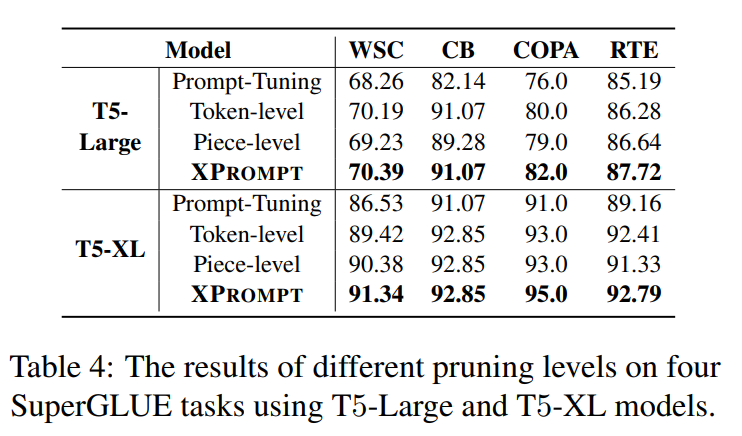 Model WSC CB COPA RTE
Prompt-Tuning 68.26 82.14 76.0 85.19
T5- Token-level 70.19 91.07 80.0 86.28
Large Piece-level 69.23 89.28 79.0 86.64
XPROMPT 70.39 91.07 82.0 87.72
Prompt-Tuning 86.53 91.07 91.0 89.16
T5-XL Token-level 89.42 92.85 93.0 92.41
Piece-level 90.38 92.85 93.0 91.33
XPROMPT 91.34 92.85 95.0 92.79
Table 4: The results of different pruning levels on four
SuperGLUE tasks using T5-Large and T5-XL models.